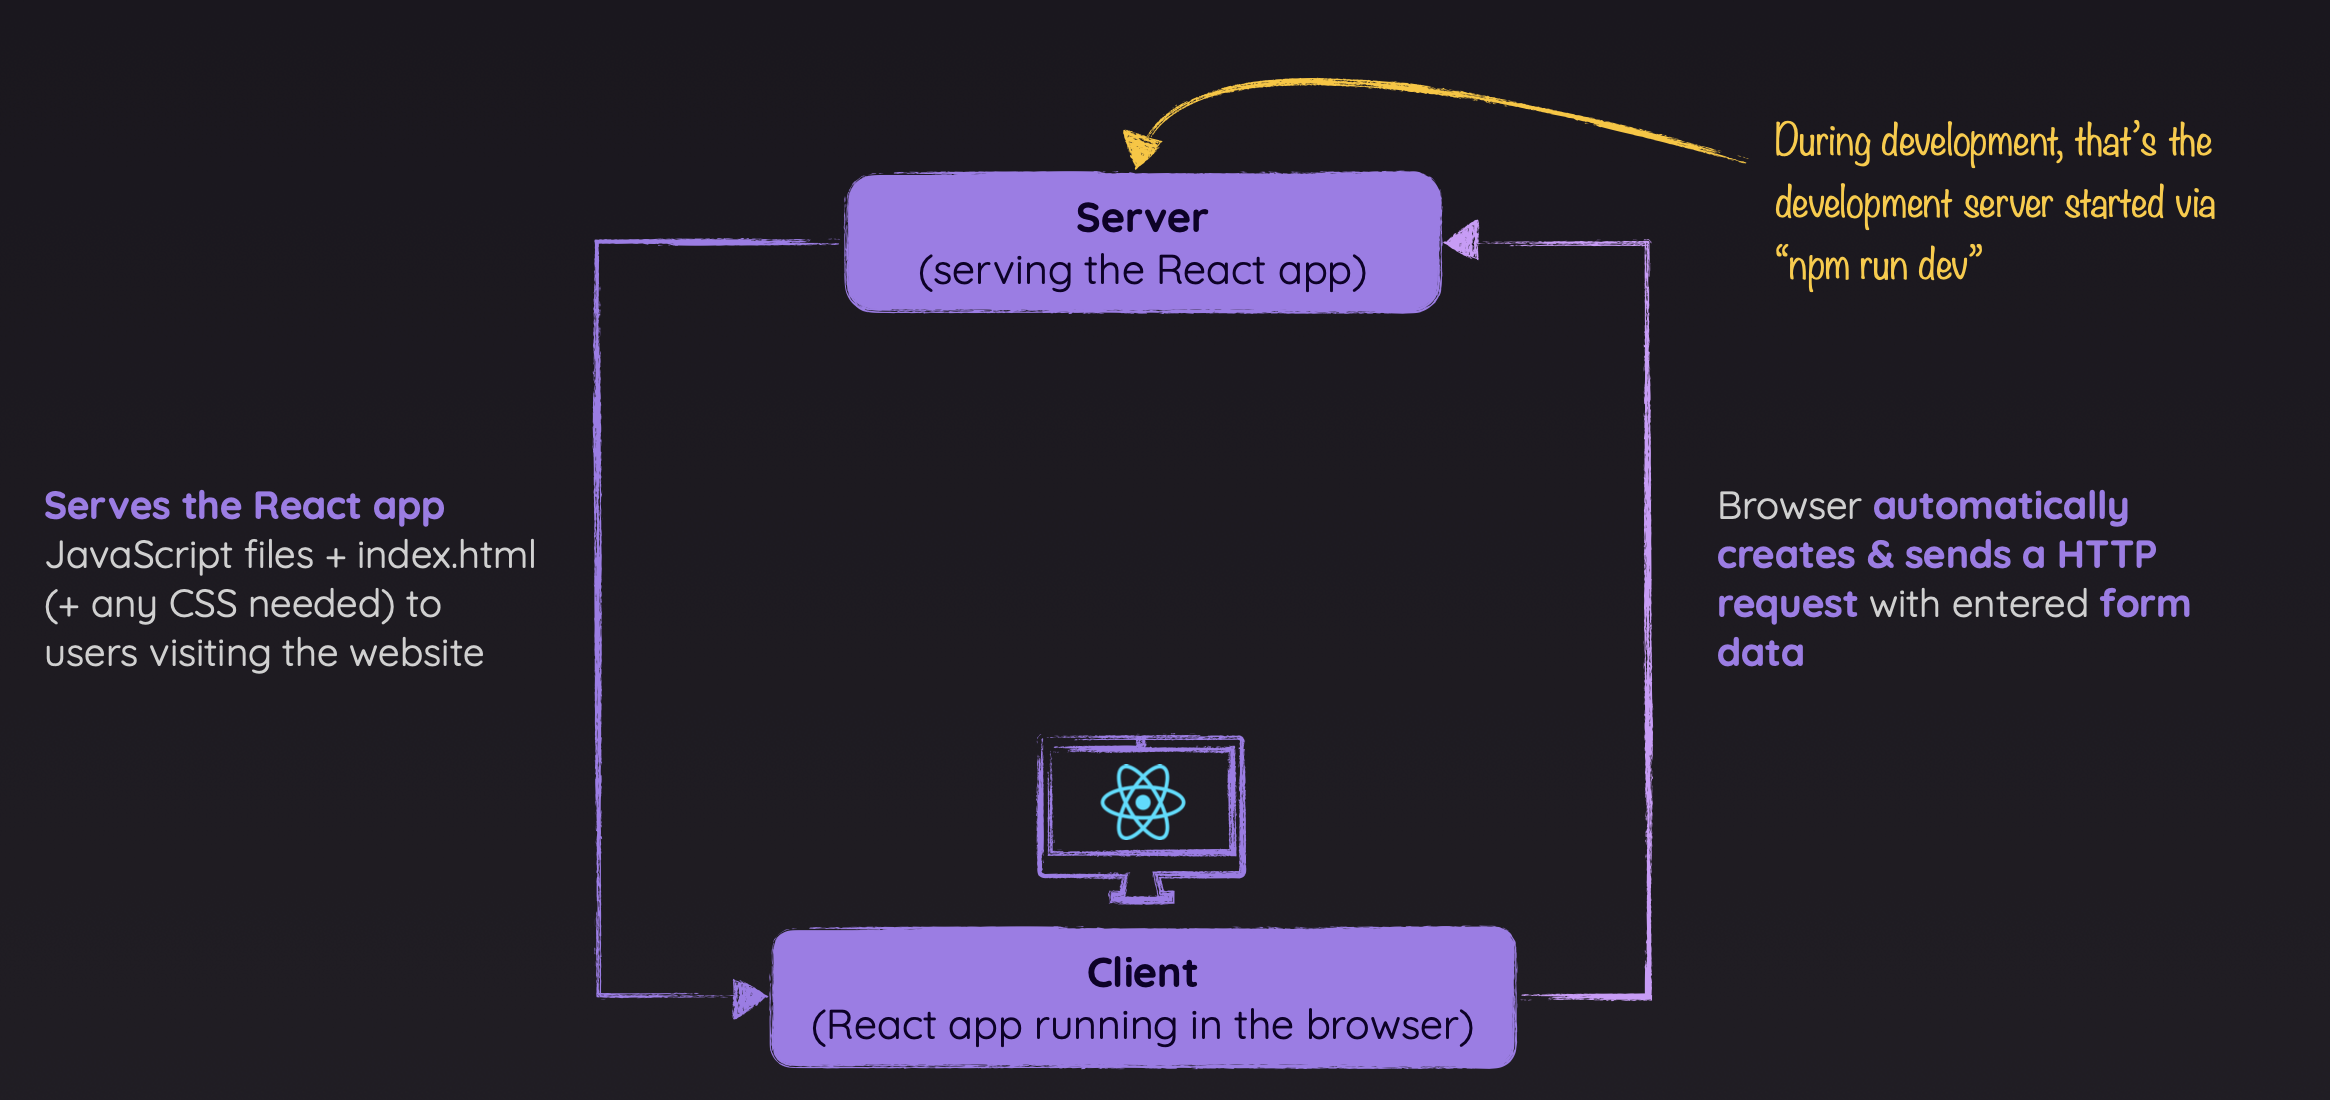 During development, that's the
development server started via
“npm run dev”
Server
(serving the React app)
Serves the React app
JavaScript files + index.html
(+ any CSS needed) to
users visiting the website
Browser automatically
creates & sends a HTTP
request with entered form
data
Client
(React app running in the browser)